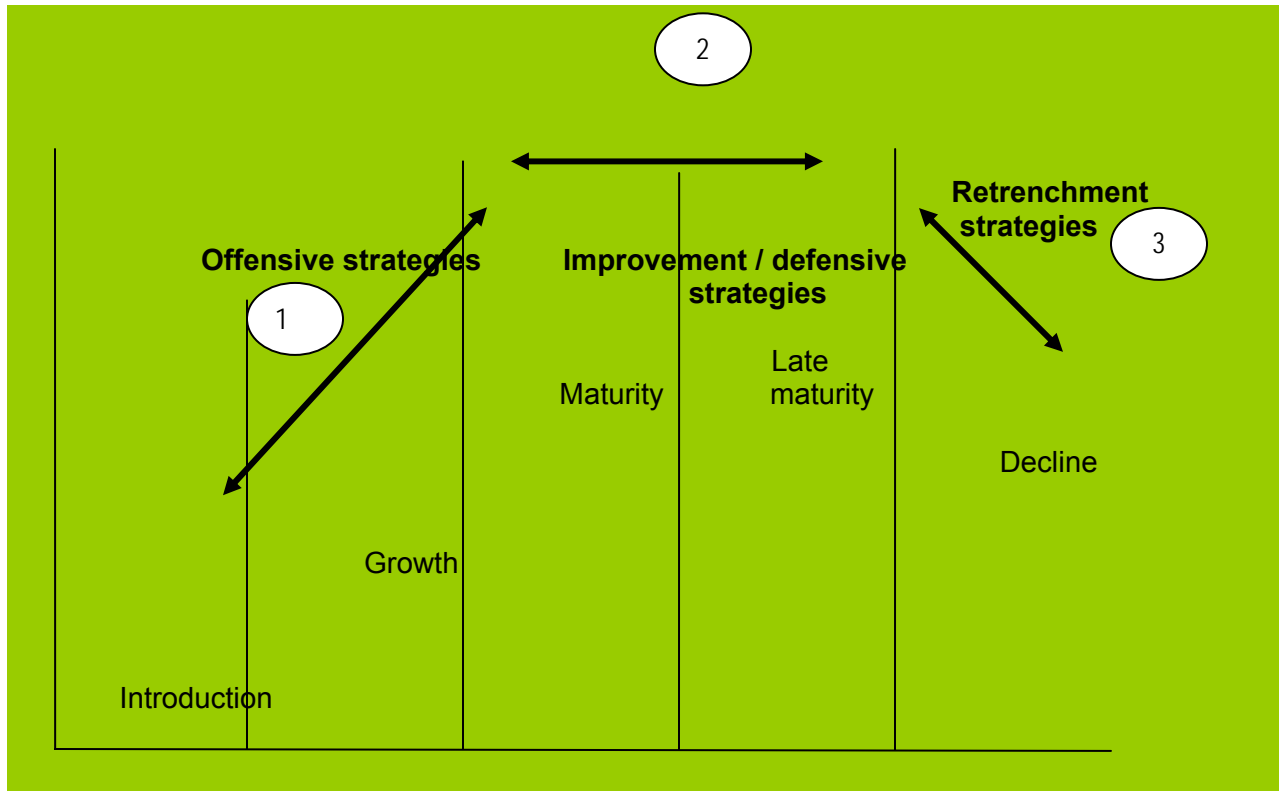 2
Retrenchment
strategies
3
Offensive strategies
Improvement / defensive
strategies
1
Late
maturity
Maturity
Decline
Growth
Introduction